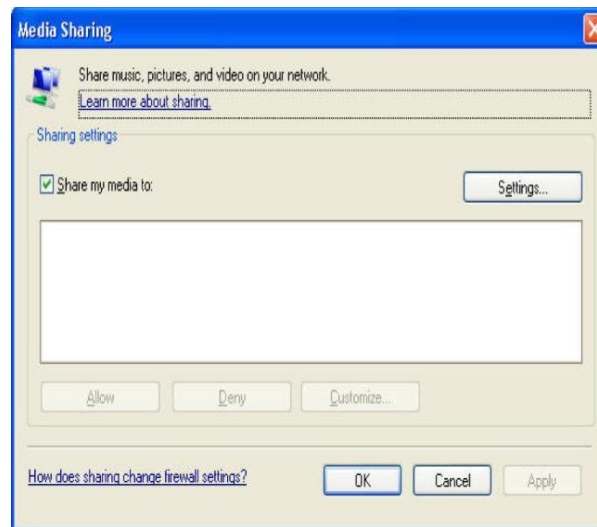 Media Sharing
Share music, pictures, and video on your network.
Learn more about sharing.
Sharing settings
Share my media to:
Settings...
Allow
Deny
Customize...
How does sharing change firewall settings?
OK
Cancel
Apply